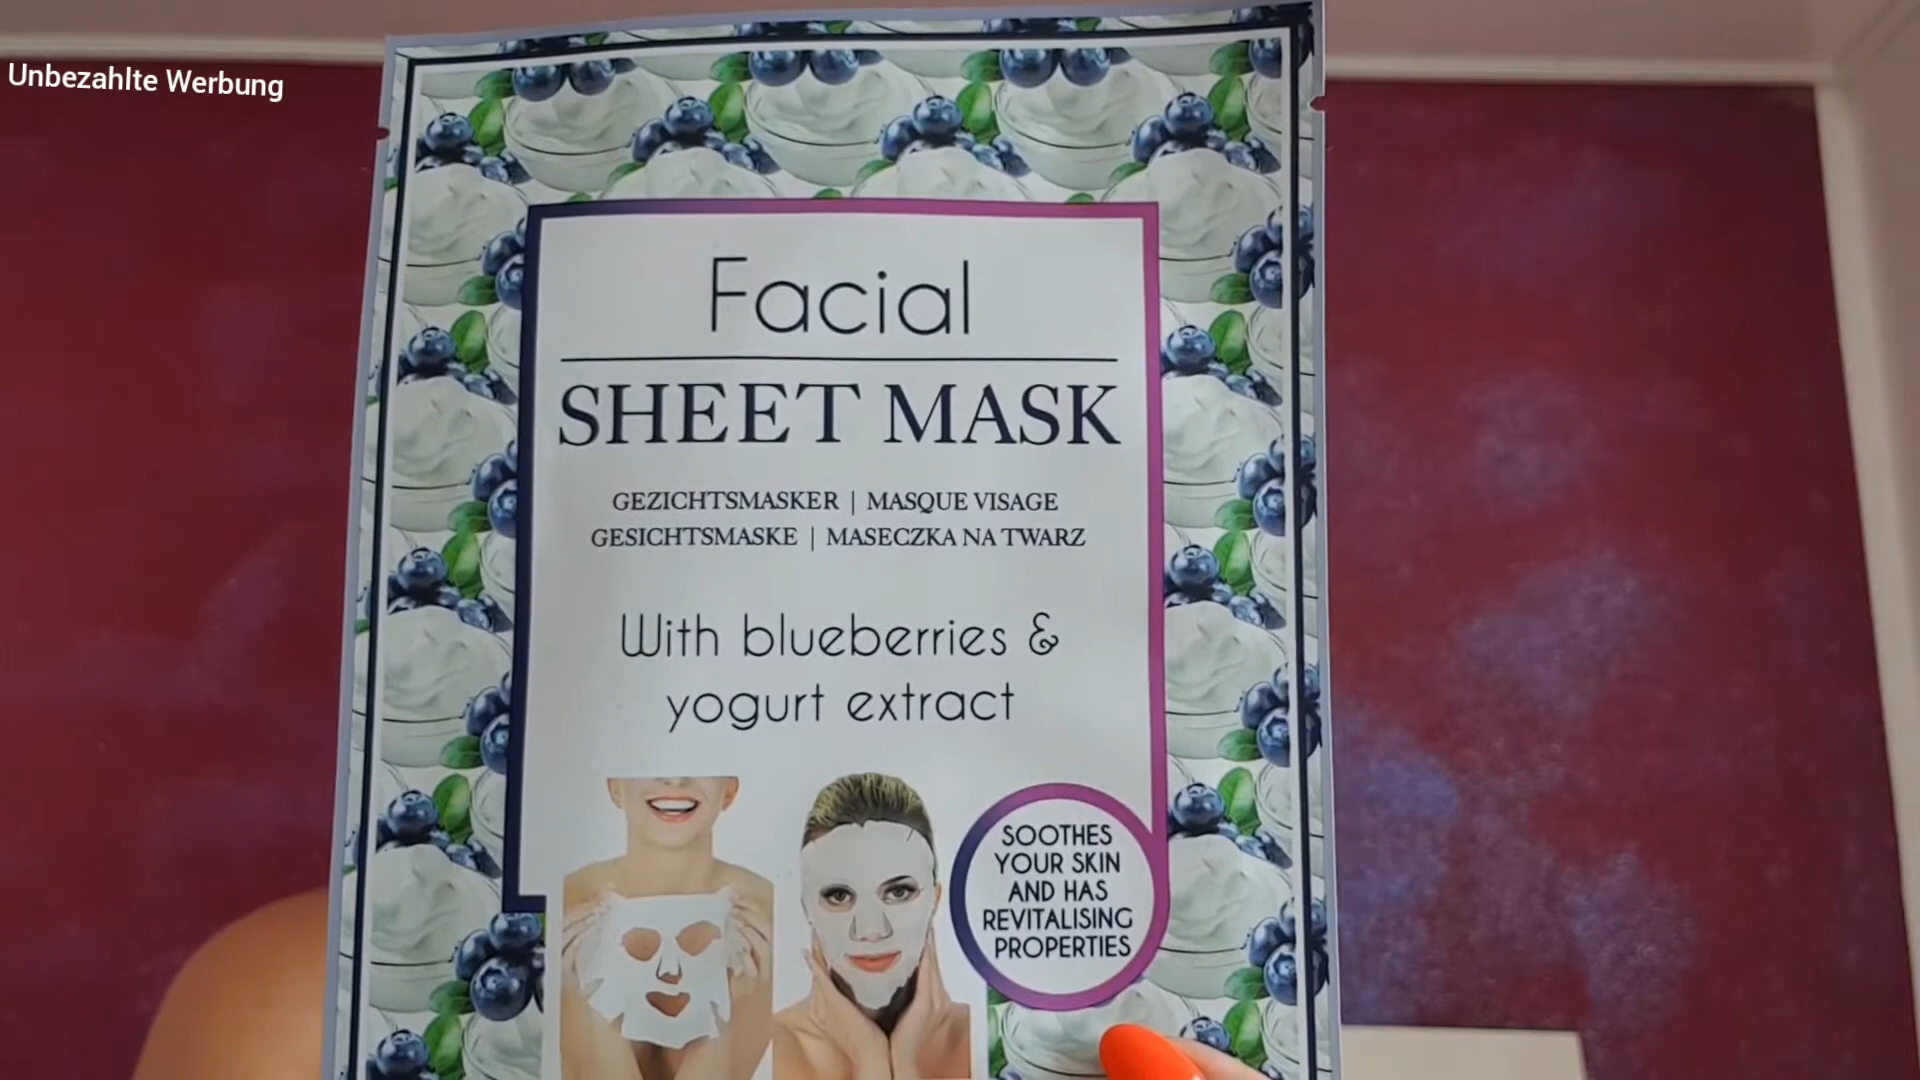 Unbezahlte Werbung
Facial
SHEET MASK
GEZICHTSMASKER | MASQUE VISAGE
GESICHTSMASKE | MASECZKA NA TWARZ
With blueberries &
yogurt extract
SOOTHES
YOUR SKIN
AND HAS
REVITALISING
PROPERTIES